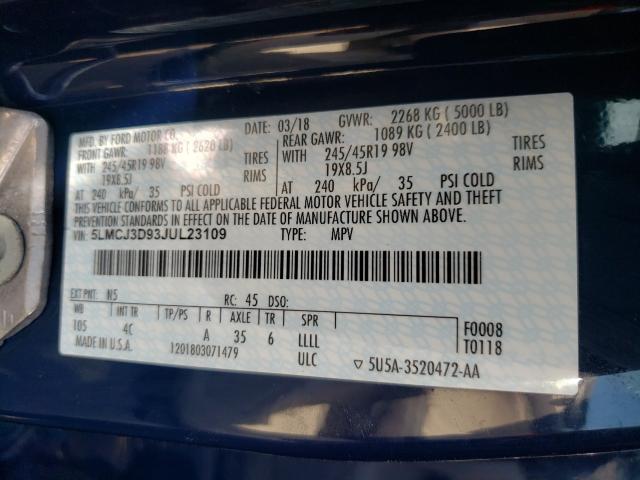 MFD. BY FORD MOTOR CO.
DATE: 03/18 GVWR: 2268 KG ( 5000 LB)
FRONT GAWR: 1188 KG ( 2620 LB)
REAR GAWR: 1089 KG ( 2400 LB)
WITH 245/45R19 98V TIRES
WITH 245/45R19 98V TIRES
19X8.5J RIMS
19X8.5J RIMS
AT 240 kPa/ 35 PSI COLD
AT 240 kPa/ 35 PSI COLD
THIS VEHICLE CONFORMS TO ALL APPLICABLE FEDERAL MOTOR VEHICLE SAFETY AND THEFT
PREVENTION STANDARDS IN EFFECT ON THE DATE OF MANUFACTURE SHOWN ABOVE.
VIN: 5LMCJ3D93JUL23109 TYPE: MPV
EXT PNT: N5 RC: 45 DSO:
WB INT TR TP/PS R AXLE TR SPR
105 4C A 35 6 LLLL
F0008
T0118
MADE IN U.S.A. 1201803071479 ULC ▽ 5U5A-3520472-AA